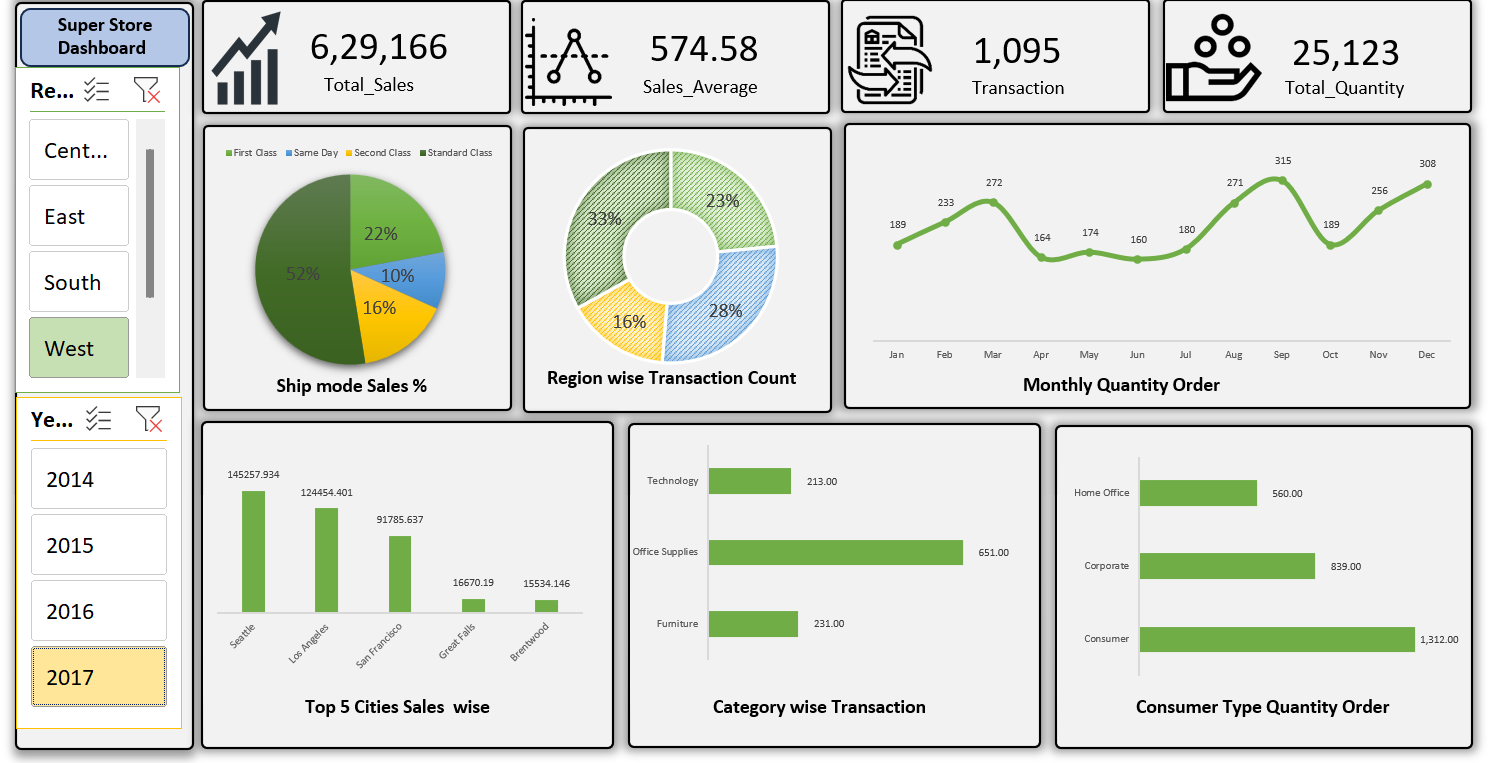 Super Store
Dashboard
Re...
Cent...
East
South
West
Ye...
2014
2015
2016
2017
6,29,166
Total_Sales
574.58
Sales_Average
1,095
Transaction
25,123
Total_Quantity
First Class Same Day Second Class Standard Class
22%
10%
16%
52%
Ship mode Sales %
23%
28%
16%
33%
Region wise Transaction Count
189
233
272
164
174
160
180
271
315
189
256
308
Jan Feb Mar Apr May Jun Jul Aug Sep Oct Nov Dec
Monthly Quantity Order
145257.934
124454.401
91785.637
16670.19
15534.146
Seattle
Los Angeles
San Francisco
Great Falls
Brentwood
Top 5 Cities Sales wise
Technology 213.00
Office Supplies 651.00
Furniture 231.00
Category wise Transaction
Home Office 560.00
Corporate 839.00
Consumer 1,312.00
Consumer Type Quantity Order